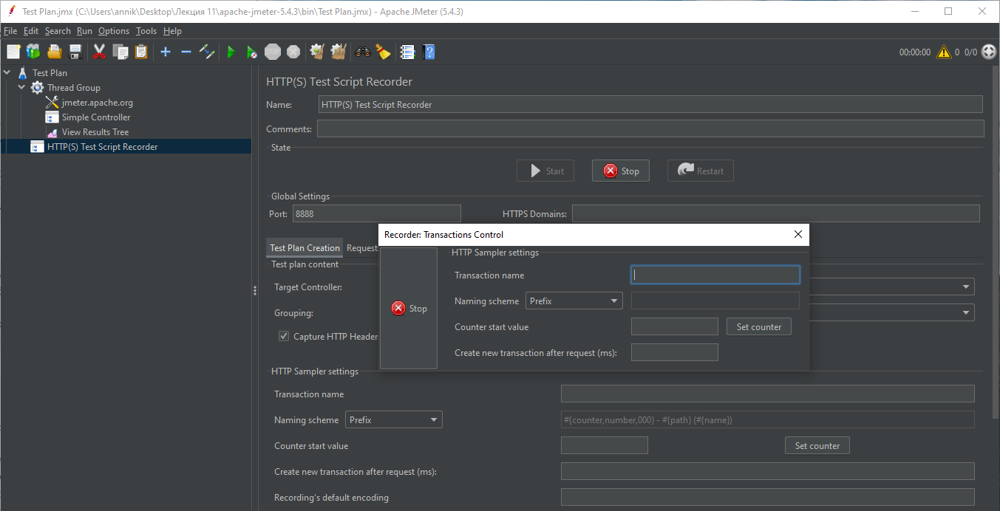 Test Plan.jmx (C:\Users\annik\Desktop\Лекция 11\apache-jmeter-5.4.3\bin\Test Plan.jmx) - Apache JMeter (5.4.3)
File Edit Search Run Options Tools Help
STOP 00:00:00 0 0/0
Test Plan
Thread Group
jmeter.apache.org
Simple Controller
View Results Tree
HTTP(S) Test Script Recorder
HTTP(S) Test Script Recorder
Name: HTTP(S) Test Script Recorder
Comments:
State
Start Stop Restart
Global Settings
Port: 8888 HTTPS Domains:
Test Plan Creation Request
Test plan content
Target Controller:
Grouping:
Capture HTTP Header
Recorder: Transactions Control
Stop
HTTP Sampler settings
Transaction name
Naming scheme Prefix
Counter start value Set counter
Create new transaction after request (ms):
HTTP Sampler settings
Transaction name
Naming scheme Prefix #{counter,number,000} - #{path} (#{name})
Counter start value Set counter
Create new transaction after request (ms):
Recording's default encoding